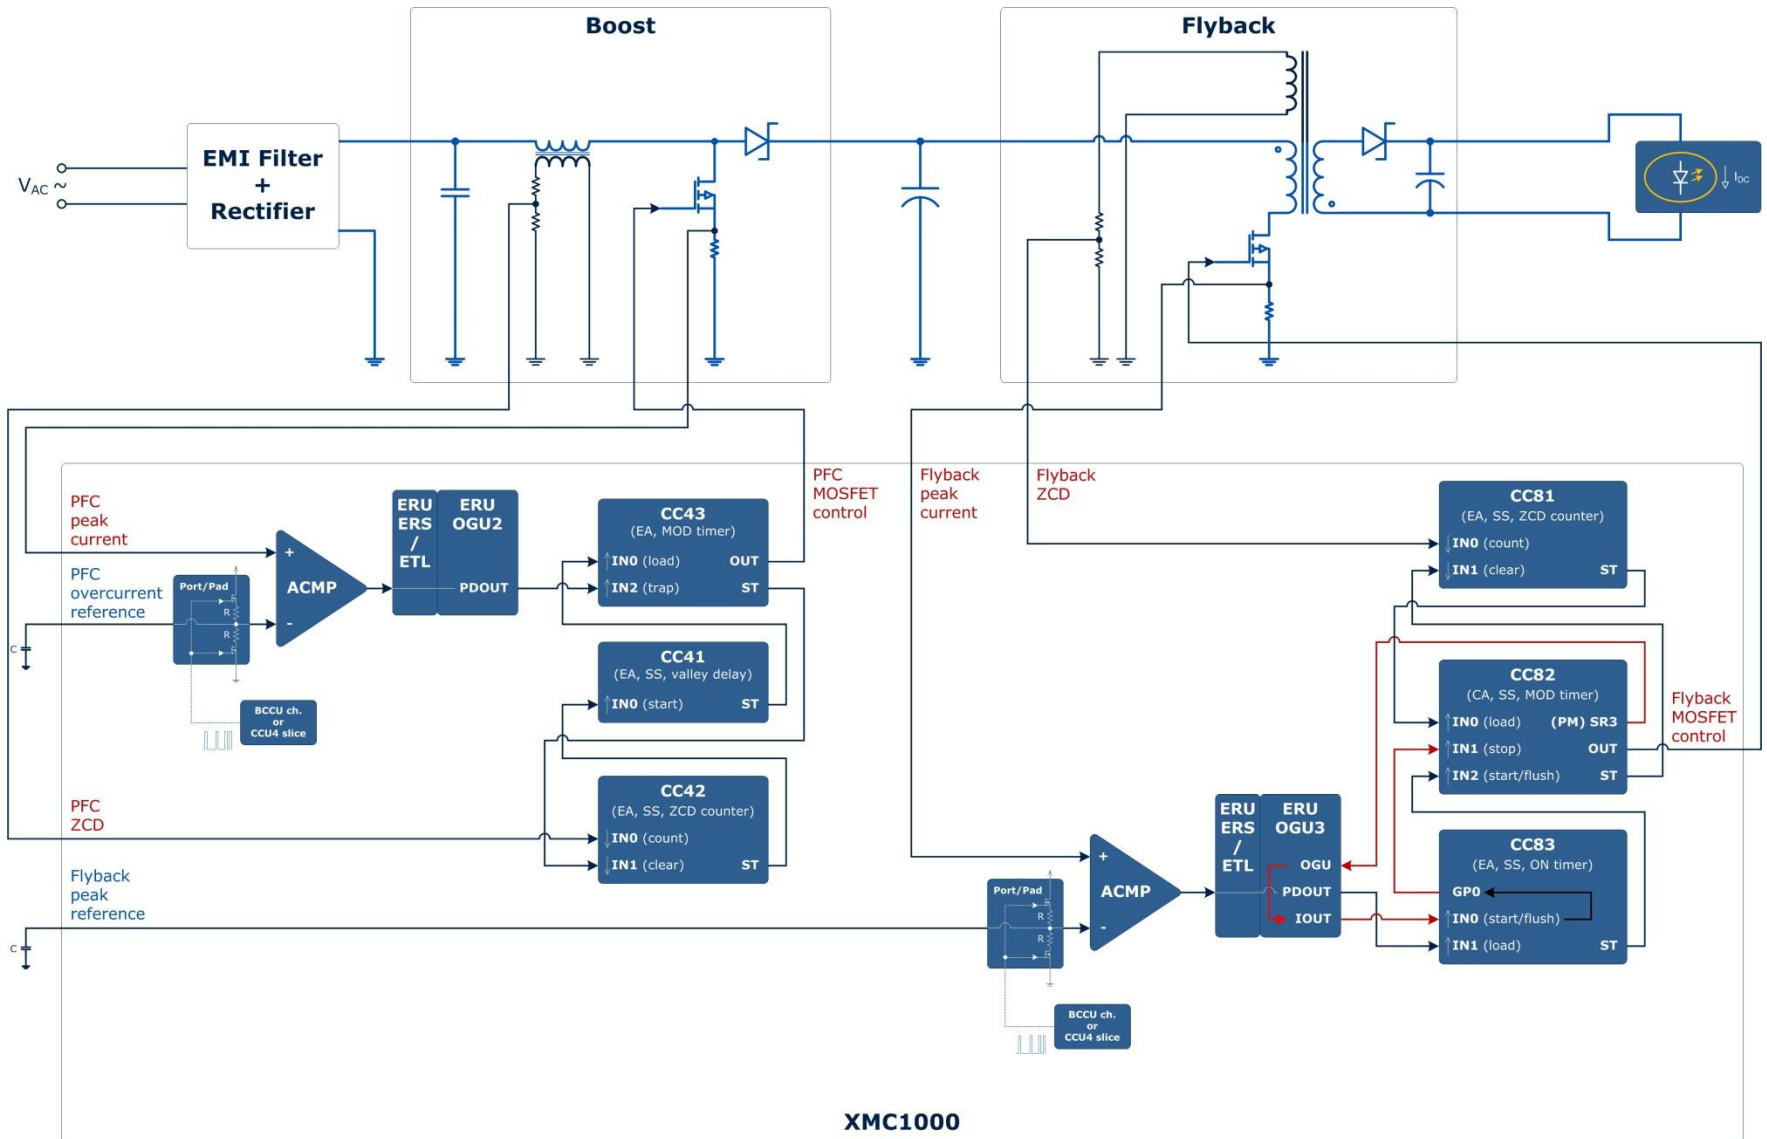 Boost
Flyback
EMI Filter
+
Rectifier
VAC ~
IDC
PFC
MOSFET
control
Flyback
peak
current
Flyback
ZCD
PFC
peak
current
PFC
overcurrent
reference
C
Port/Pad
R
R
BCCU ch.
or
CCU4 slice
+
ACMP
-
ERU
ERS
/
ETL
ERU
OGU2
PDOUT
CC43
(EA, MOD timer)
↑IN0 (load) OUT
↑IN2 (trap) ST
CC41
(EA, SS, valley delay)
↑IN0 (start) ST
CC42
(EA, SS, ZCD counter)
↓IN0 (count)
↓IN1 (clear) ST
PFC
ZCD
Flyback
peak
reference
C
Port/Pad
R
R
BCCU ch.
or
CCU4 slice
+
ACMP
-
ERU
ERS
/
ETL
ERU
OGU3
OGU
PDOUT
IOUT
CC81
(EA, SS, ZCD counter)
↓IN0 (count)
↓IN1 (clear) ST
CC82
(CA, SS, MOD timer)
↑IN0 (load) (PM) SR3
↑IN1 (stop) OUT
↑IN2 (start/flush) ST
Flyback
MOSFET
control
CC83
(EA, SS, ON timer)
GP0
↑IN0 (start/flush)
↑IN1 (load) ST
XMC1000